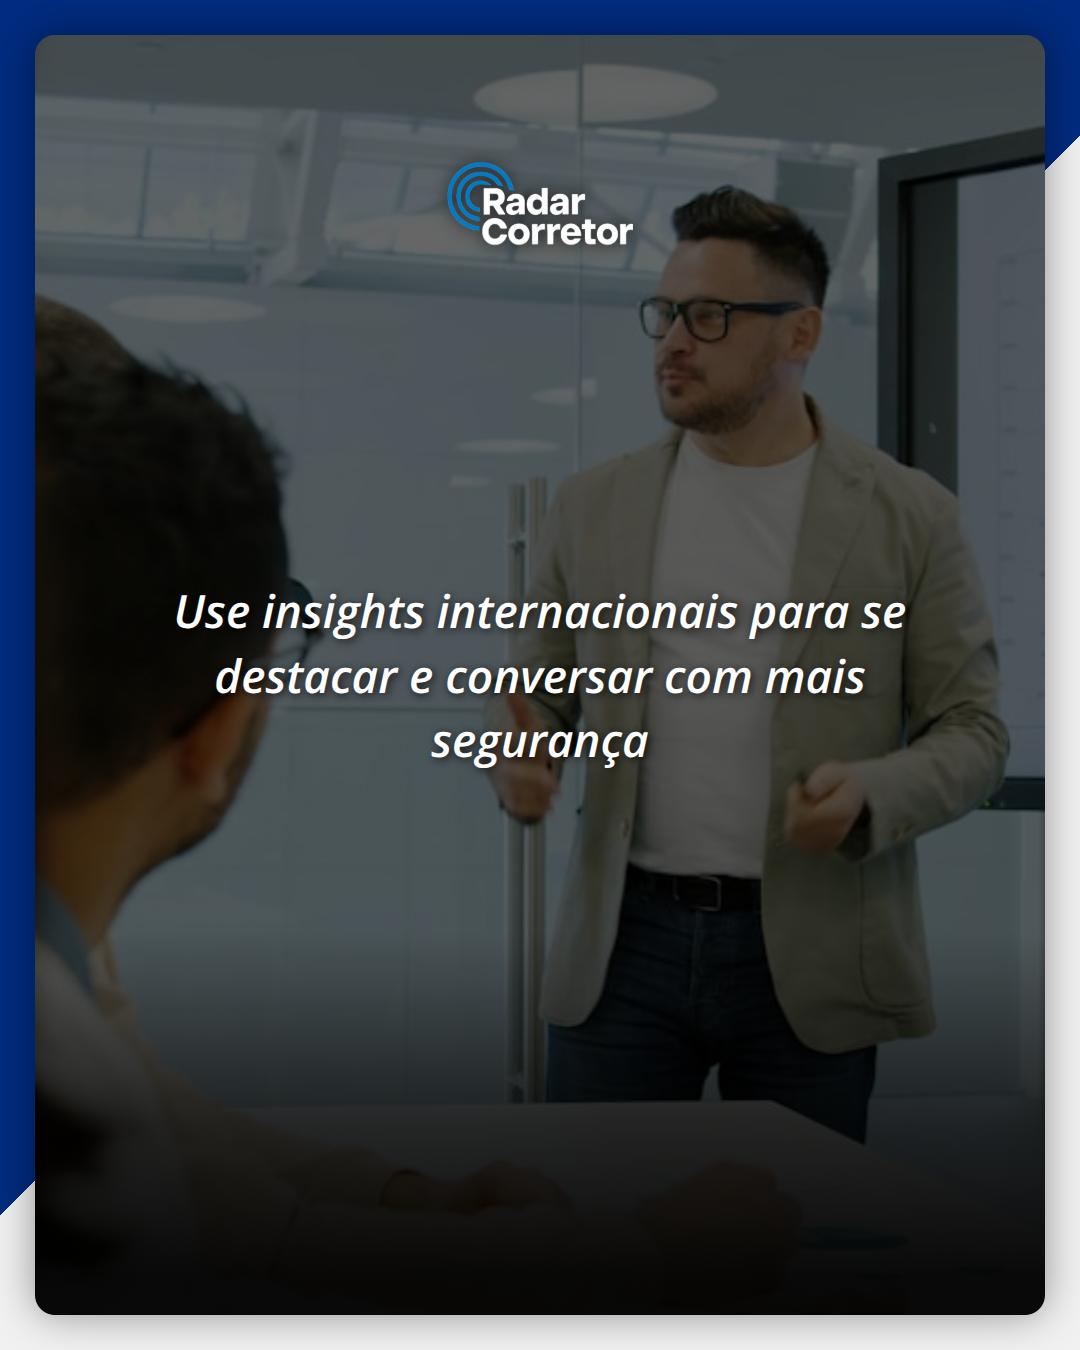 Radar
Corretor
Use insights internacionais para se
destacar e conversar com mais
segurança